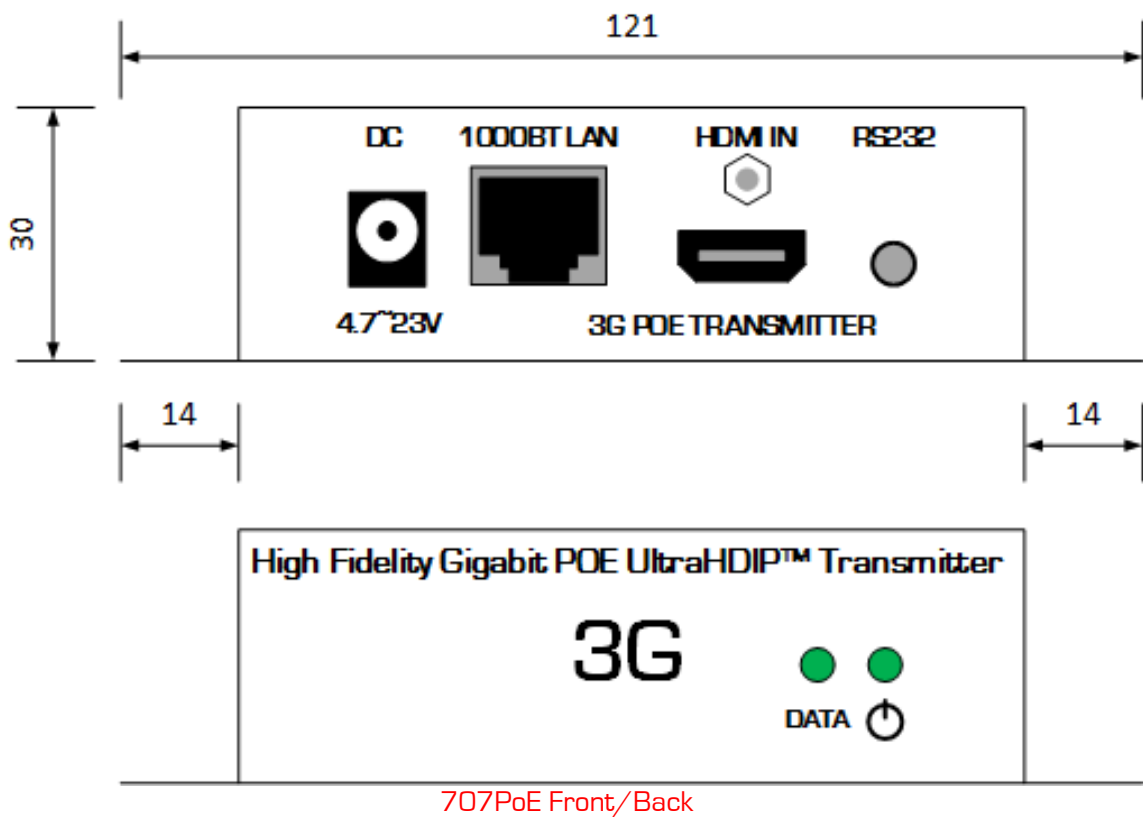 121
DC 1000BT LAN HDMI IN RS232
30
4.7~23V 3G POE TRANSMITTER
14 14
High Fidelity Gigabit POE UltraHDIP™ Transmitter
3G
DATA
707PoE Front/Back